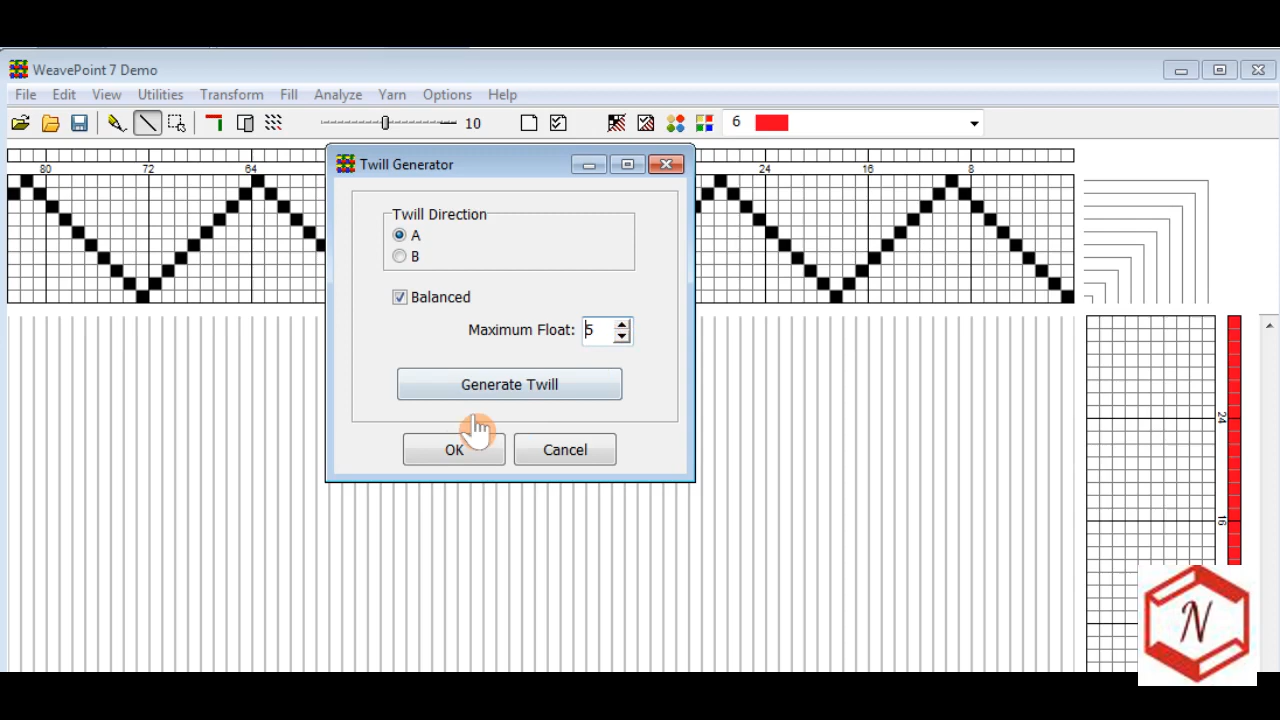 WeavePoint 7 Demo
File Edit View Utilities Transform Fill Analyze Yarn Options Help
10 6
Twill Generator
80 72 64 24 16 8
Twill Direction
A
B
Balanced
Maximum Float: 5
Generate Twill
OK Cancel
24
16
N